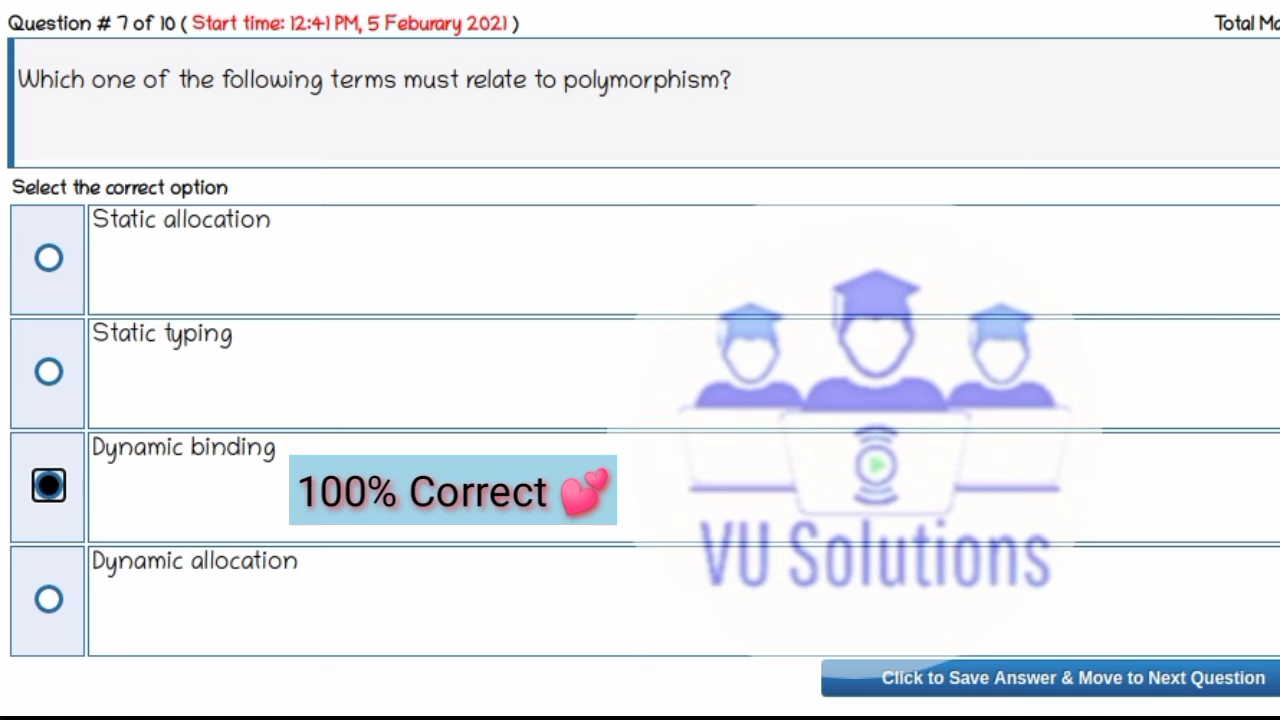 Question # 7 of 10 ( Start time: 12:41 PM, 5 Feburary 2021 )
Total Ma
Which one of the following terms must relate to polymorphism?
Select the correct option
Static allocation
Static typing
Dynamic binding
100% Correct 💕
Dynamic allocation
VU Solutions
Click to Save Answer & Move to Next Question